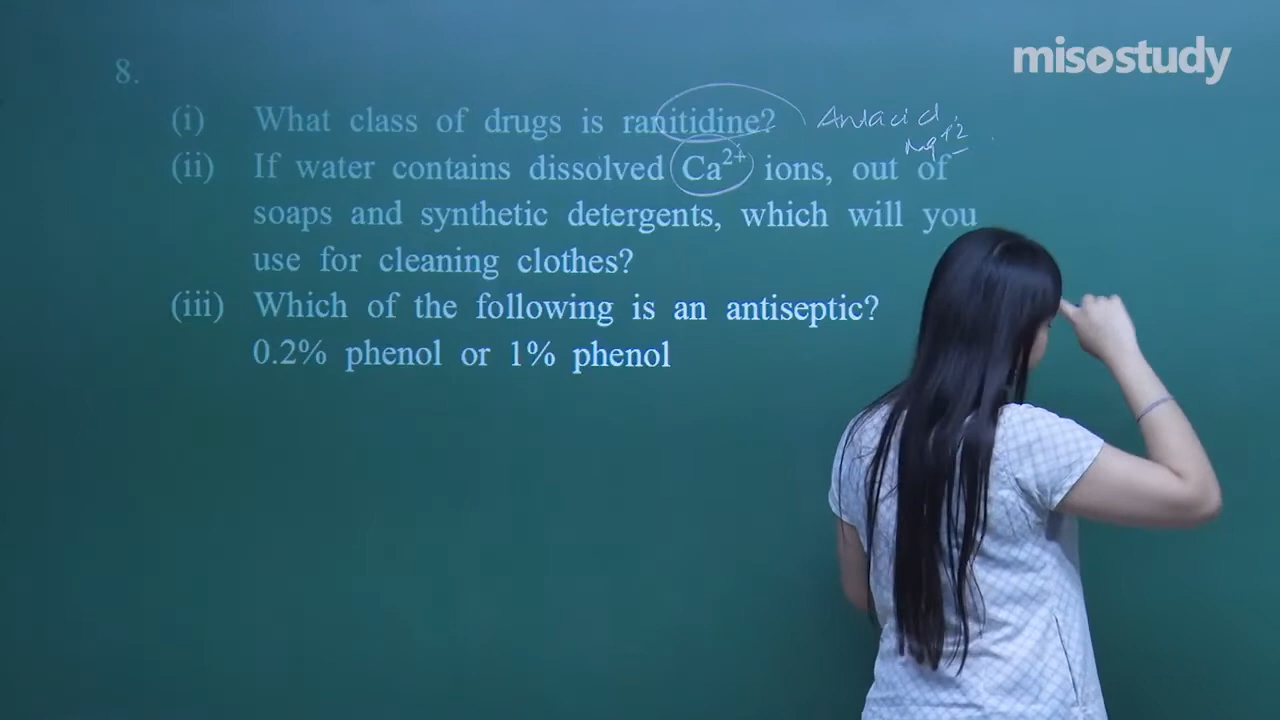 misostudy
8.
(i) What class of drugs is ranitidine? Antacid.
Mg+2
(ii) If water contains dissolved Ca2+ ions, out of
soaps and synthetic detergents, which will you
use for cleaning clothes?
(iii) Which of the following is an antiseptic?
0.2% phenol or 1% phenol